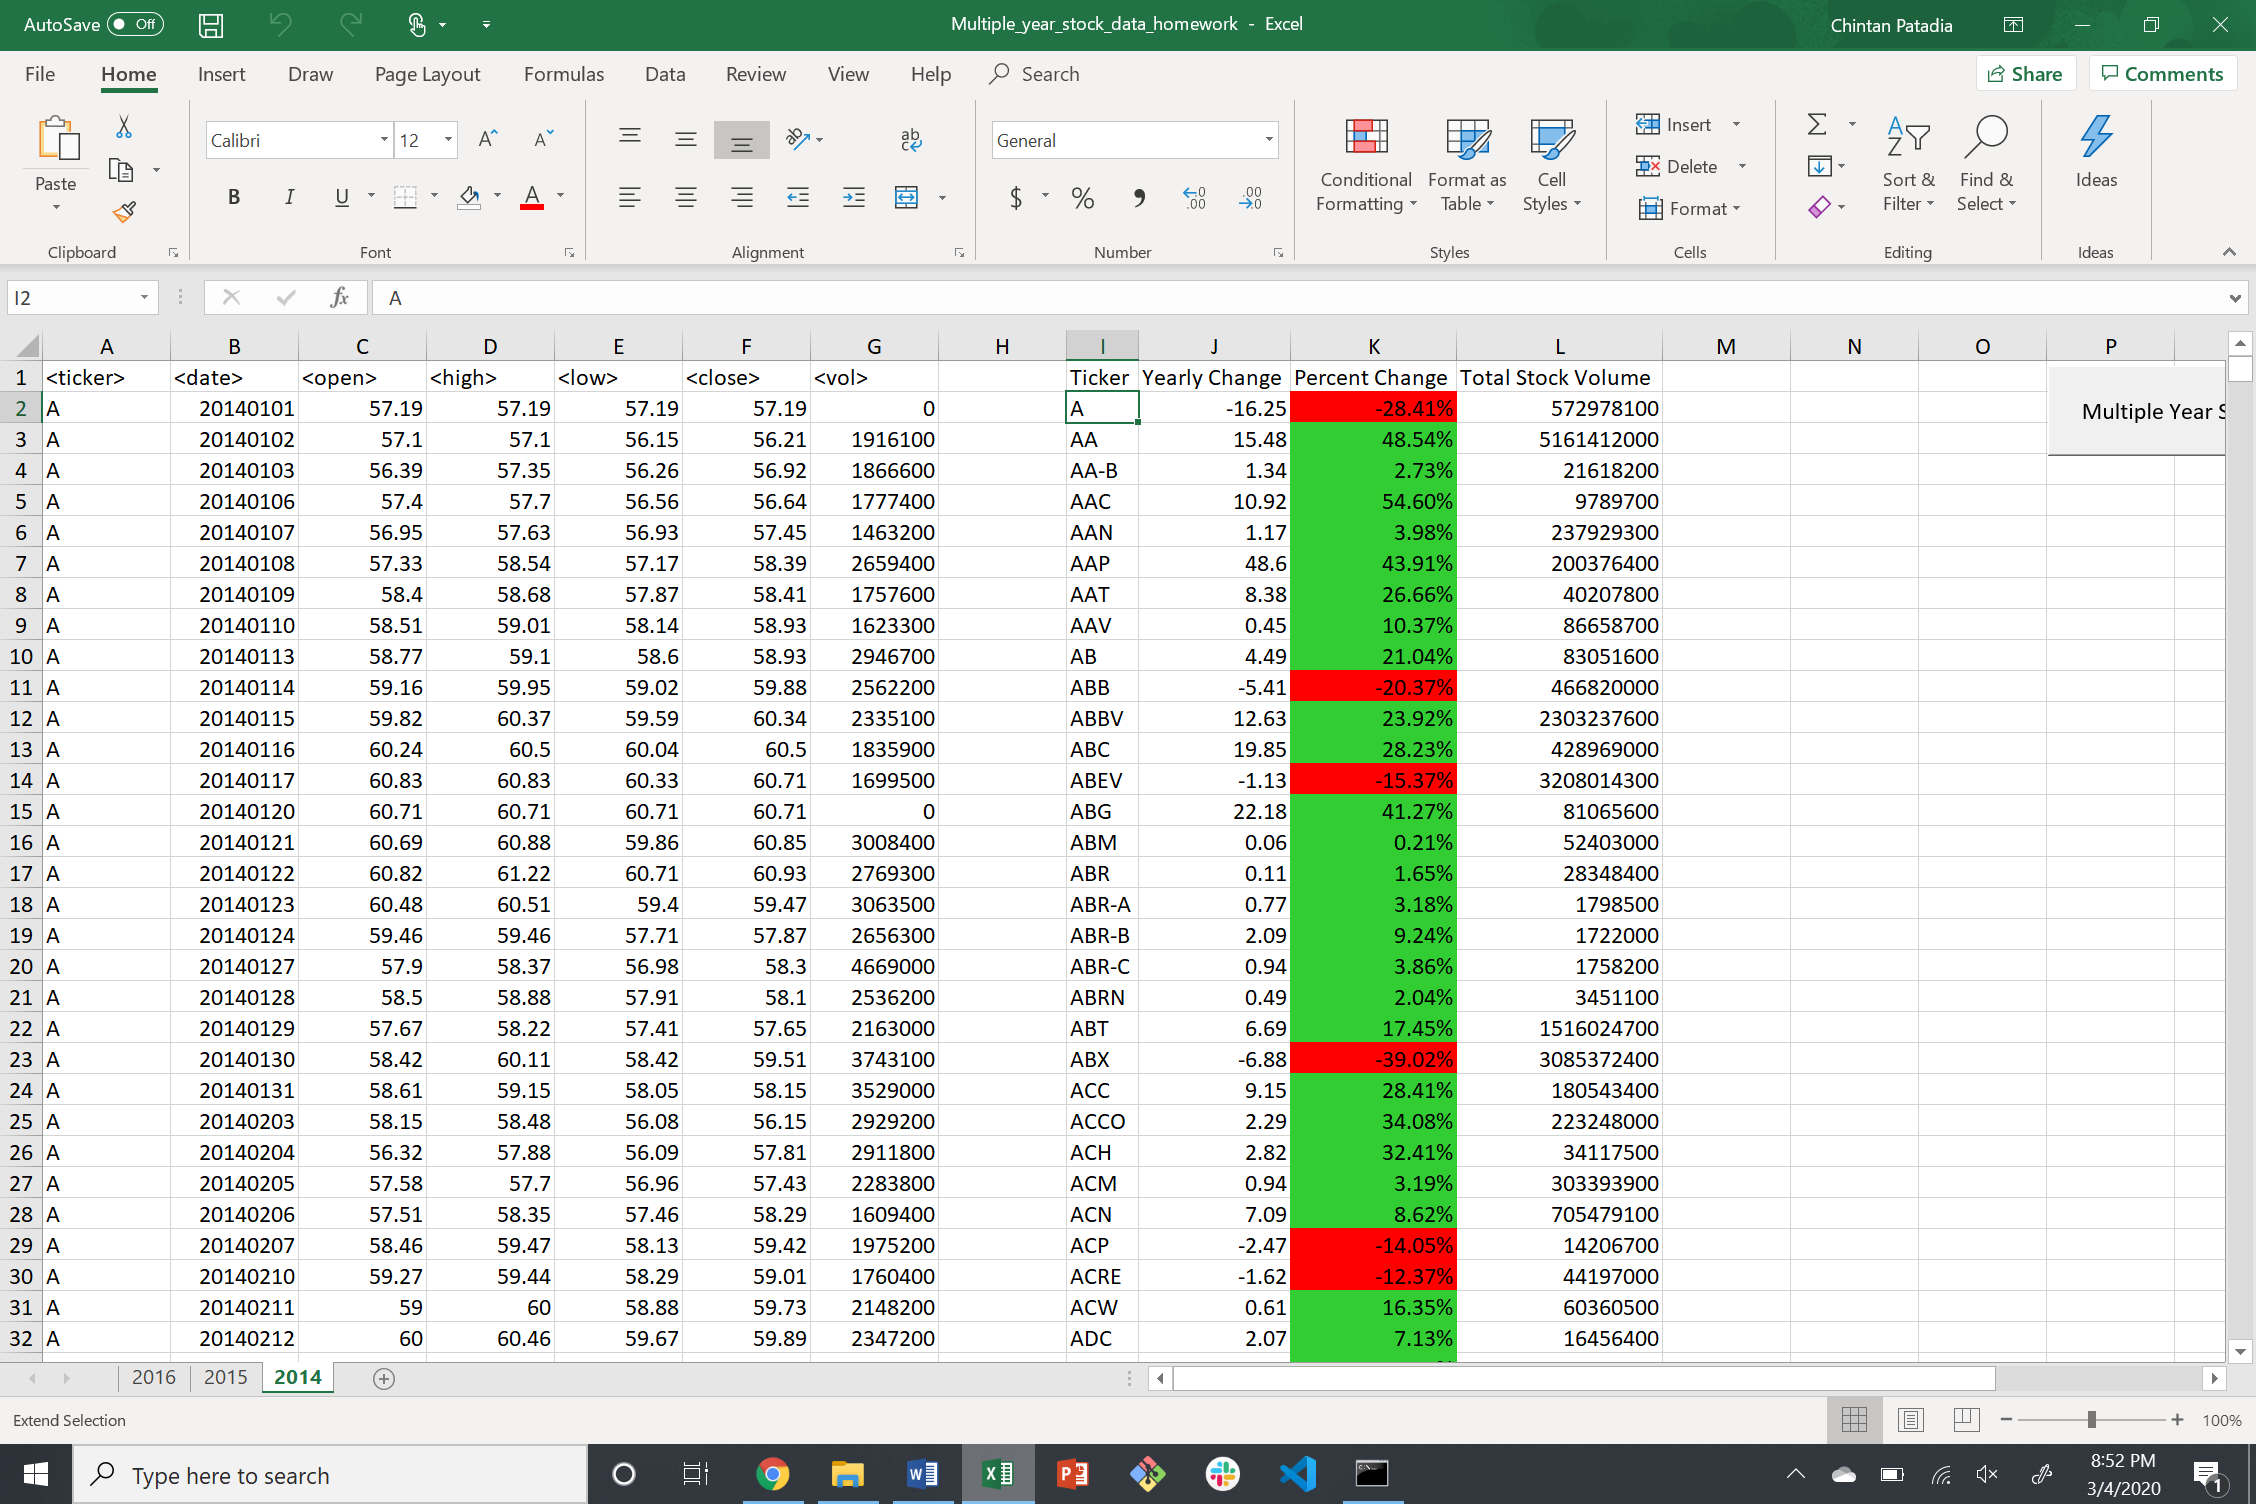 AutoSave Off Multiple_year_stock_data_homework - Excel Chintan Patadia
File Home Insert Draw Page Layout Formulas Data Review View Help Search Share Comments
Paste
Clipboard
Calibri 12
B I U A
Font
ab
Alignment
General
$ % 9
Number
Conditional Formatting
Format as Table
Cell Styles
Styles
Insert
Delete
Format
Cells
Sort & Filter
Find & Select
Editing
Ideas
Ideas
I2 fx A
A B C D E F G H I J K L M N O P
1 <ticker> <date> <open> <high> <low> <close> <vol> Ticker Yearly Change Percent Change Total Stock Volume
Multiple Year S
2 A 20140101 57.19 57.19 57.19 57.19 0 A -16.25 -28.41% 572978100
3 A 20140102 57.1 57.1 56.15 56.21 1916100 AA 15.48 48.54% 5161412000
4 A 20140103 56.39 57.35 56.26 56.92 1866600 AA-B 1.34 2.73% 21618200
5 A 20140106 57.4 57.7 56.56 56.64 1777400 AAC 10.92 54.60% 9789700
6 A 20140107 56.95 57.63 56.93 57.45 1463200 AAN 1.17 3.98% 237929300
7 A 20140108 57.33 58.54 57.17 58.39 2659400 AAP 48.6 43.91% 200376400
8 A 20140109 58.4 58.68 57.87 58.41 1757600 AAT 8.38 26.66% 40207800
9 A 20140110 58.51 59.01 58.14 58.93 1623300 AAV 0.45 10.37% 86658700
10 A 20140113 58.77 59.1 58.6 58.93 2946700 AB 4.49 21.04% 83051600
11 A 20140114 59.16 59.95 59.02 59.88 2562200 ABB -5.41 -20.37% 466820000
12 A 20140115 59.82 60.37 59.59 60.34 2335100 ABBV 12.63 23.92% 2303237600
13 A 20140116 60.24 60.5 60.04 60.5 1835900 ABC 19.85 28.23% 428969000
14 A 20140117 60.83 60.83 60.33 60.71 1699500 ABEV -1.13 -15.37% 3208014300
15 A 20140120 60.71 60.71 60.71 60.71 0 ABG 22.18 41.27% 81065600
16 A 20140121 60.69 60.88 59.86 60.85 3008400 ABM 0.06 0.21% 52403000
17 A 20140122 60.82 61.22 60.71 60.93 2769300 ABR 0.11 1.65% 28348400
18 A 20140123 60.48 60.51 59.4 59.47 3063500 ABR-A 0.77 3.18% 1798500
19 A 20140124 59.46 59.46 57.71 57.87 2656300 ABR-B 2.09 9.24% 1722000
20 A 20140127 57.9 58.37 56.98 58.3 4669000 ABR-C 0.94 3.86% 1758200
21 A 20140128 58.5 58.88 57.91 58.1 2536200 ABRN 0.49 2.04% 3451100
22 A 20140129 57.67 58.22 57.41 57.65 2163000 ABT 6.69 17.45% 1516024700
23 A 20140130 58.42 60.11 58.42 59.51 3743100 ABX -6.88 -39.02% 3085372400
24 A 20140131 58.61 59.15 58.05 58.15 3529000 ACC 9.15 28.41% 180543400
25 A 20140203 58.15 58.48 56.08 56.15 2929200 ACCO 2.29 34.08% 223248000
26 A 20140204 56.32 57.88 56.09 57.81 2911800 ACH 2.82 32.41% 34117500
27 A 20140205 57.58 57.7 56.96 57.43 2283800 ACM 0.94 3.19% 303393900
28 A 20140206 57.51 58.35 57.46 58.29 1609400 ACN 7.09 8.62% 705479100
29 A 20140207 58.46 59.47 58.13 59.42 1975200 ACP -2.47 -14.05% 14206700
30 A 20140210 59.27 59.44 58.29 59.01 1760400 ACRE -1.62 -12.37% 44197000
31 A 20140211 59 60 58.88 59.73 2148200 ACW 0.61 16.35% 60360500
32 A 20140212 60 60.46 59.67 59.89 2347200 ADC 2.07 7.13% 16456400
2016 2015 2014
Extend Selection 100%
Type here to search
8:52 PM
3/4/2020
1